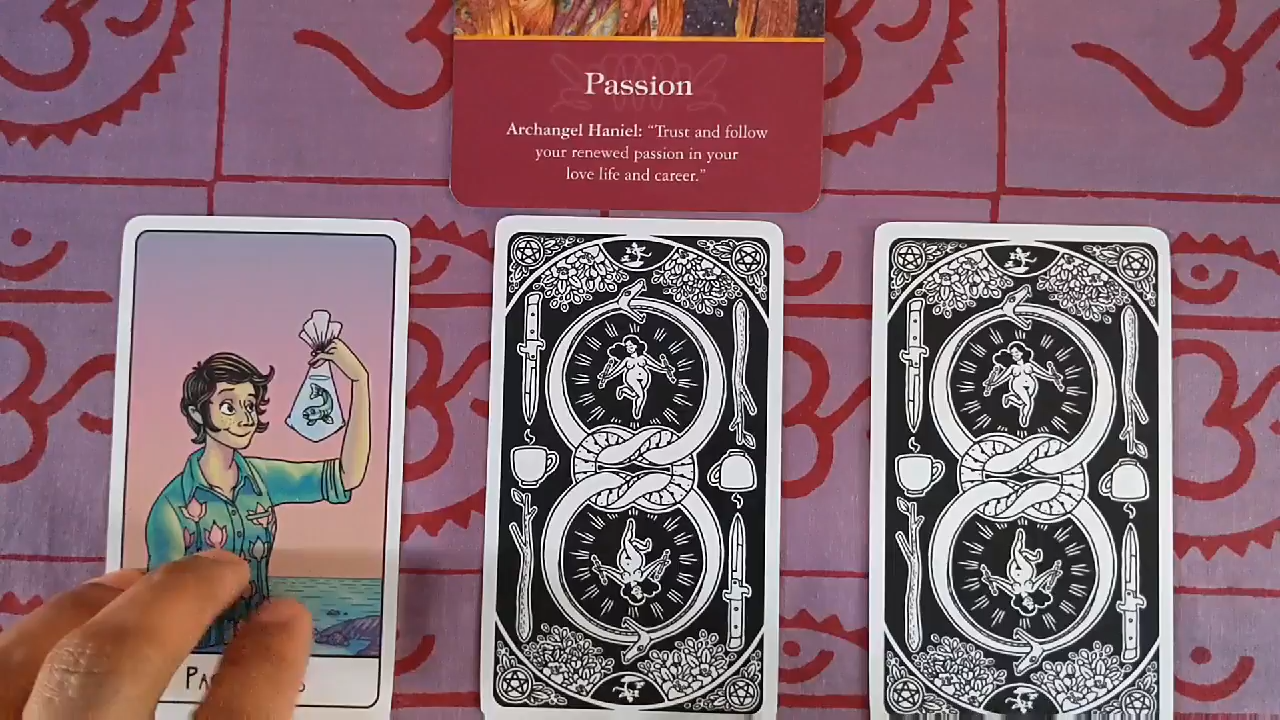 Passion
Archangel Haniel: “Trust and follow
your renewed passion in your
love life and career.”